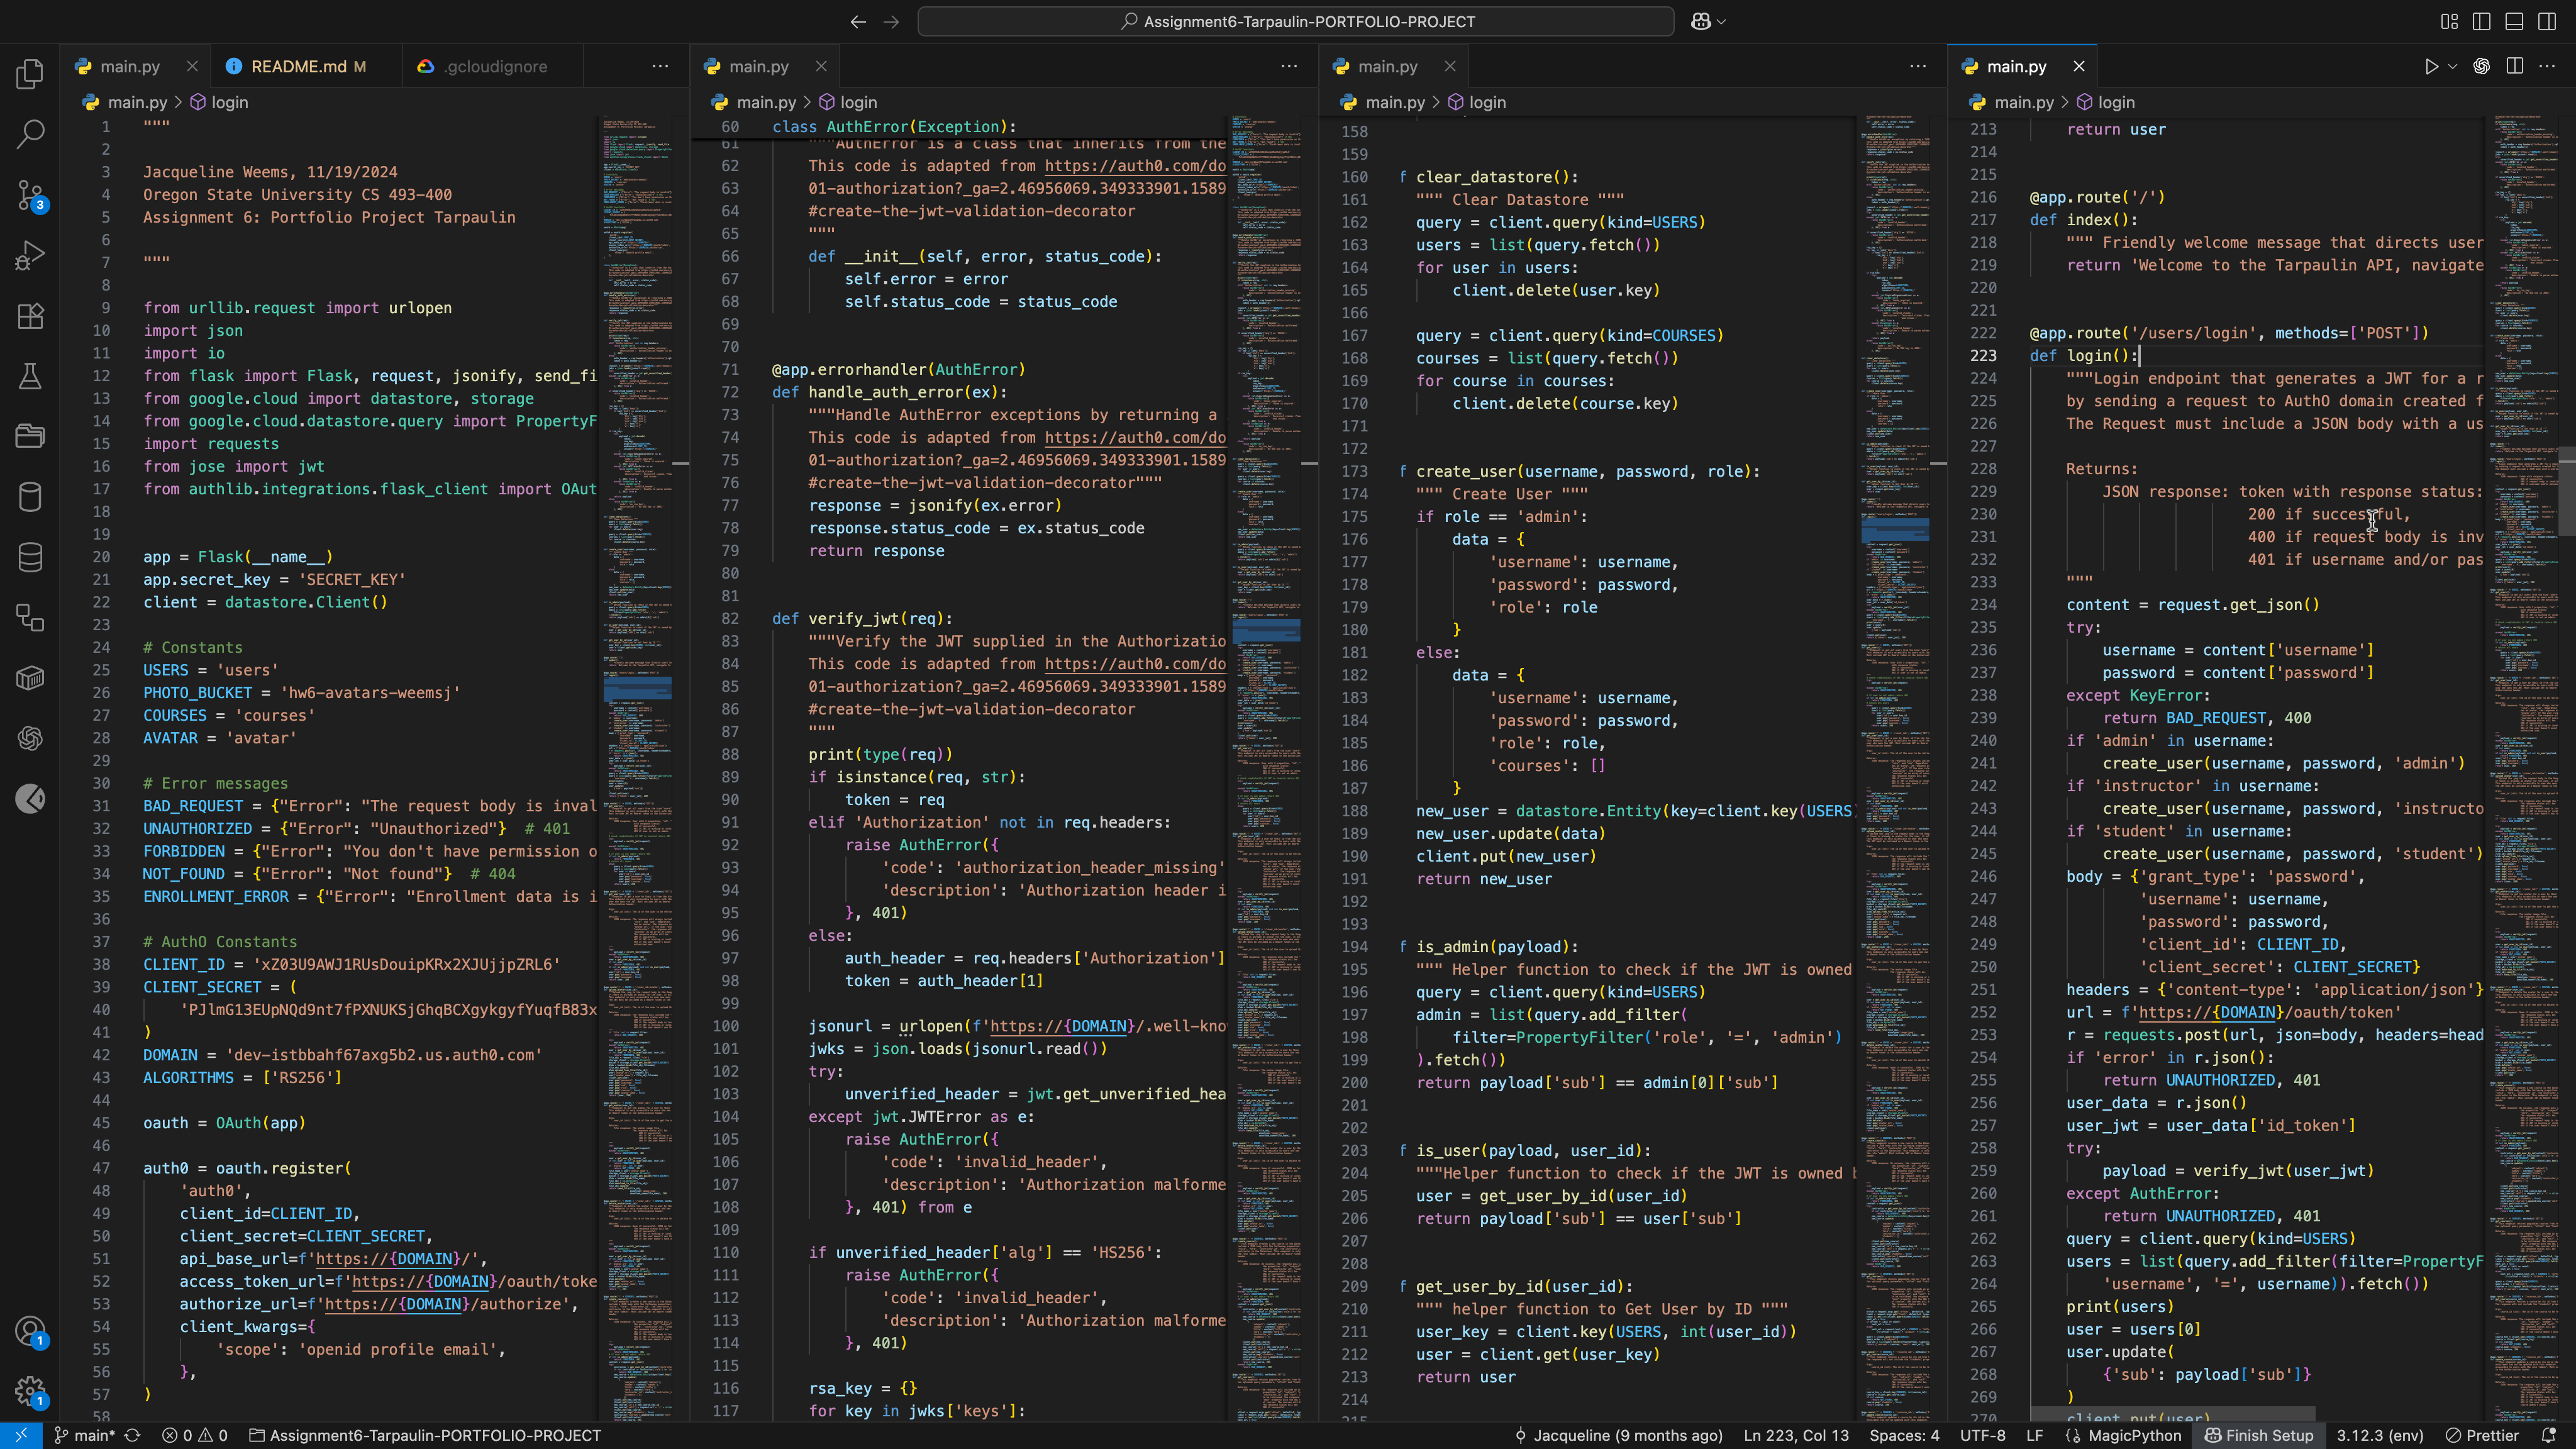 Assignment6-Tarpaulin-PORTFOLIO-PROJECT
main.py
README.md M
.gcloudignore
main.py > login
1 """
2
3 Jacqueline Weems, 11/19/2024
4 Oregon State University CS 493-400
5 Assignment 6: Portfolio Project Tarpaulin
6
7 """
8
9 from urllib.request import urlopen
10 import json
11 import io
12 from flask import Flask, request, jsonify, send_fi
13 from google.cloud import datastore, storage
14 from google.cloud.datastore.query import PropertyF
15 import requests
16 from jose import jwt
17 from authlib.integrations.flask_client import OAut
18
19
20 app = Flask(__name__)
21 app.secret_key = 'SECRET_KEY'
22 client = datastore.Client()
23
24 # Constants
25 USERS = 'users'
26 PHOTO_BUCKET = 'hw6-avatars-weemsj'
27 COURSES = 'courses'
28 AVATAR = 'avatar'
29
30 # Error messages
31 BAD_REQUEST = {"Error": "The request body is inval
32 UNAUTHORIZED = {"Error": "Unauthorized"}  # 401
33 FORBIDDEN = {"Error": "You don't have permission o
34 NOT_FOUND = {"Error": "Not found"}  # 404
35 ENROLLMENT_ERROR = {"Error": "Enrollment data is i
36
37 # AuthO Constants
38 CLIENT_ID = 'xZ03U9AWJ1RUsDouipKRx2XJUjjpZRL6'
39 CLIENT_SECRET = (
40 'PJlmG13EUpNQd9nt7fPXNUKSjGhqBCXgykgyfYuqfB83x
41 )
42 DOMAIN = 'dev-istbbahf67axg5b2.us.auth0.com'
43 ALGORITHMS = ['RS256']
44
45 oauth = OAuth(app)
46
47 auth0 = oauth.register(
48 'auth0',
49 client_id=CLIENT_ID,
50 client_secret=CLIENT_SECRET,
51 api_base_url=f'https://{DOMAIN}/',
52 access_token_url=f'https://{DOMAIN}/oauth/toke
53 authorize_url=f'https://{DOMAIN}/authorize',
54 client_kwargs={
55 'scope': 'openid profile email',
56 },
57 )
58
main.py
main.py > login
60 class AuthError(Exception):
61 """AuthError is a class that inherits from the
62 This code is adapted from https://auth0.com/do
63 01-authorization?_ga=2.46956069.349333901.1589
64 #create-the-jwt-validation-decorator
65 """
66 def __init__(self, error, status_code):
67 self.error = error
68 self.status_code = status_code
69
70
71 @app.errorhandler(AuthError)
72 def handle_auth_error(ex):
73 """Handle AuthError exceptions by returning a
74 This code is adapted from https://auth0.com/do
75 01-authorization?_ga=2.46956069.349333901.1589
76 #create-the-jwt-validation-decorator"""
77 response = jsonify(ex.error)
78 response.status_code = ex.status_code
79 return response
80
81
82 def verify_jwt(req):
83 """Verify the JWT supplied in the Authorizatio
84 This code is adapted from https://auth0.com/do
85 01-authorization?_ga=2.46956069.349333901.1589
86 #create-the-jwt-validation-decorator
87 """
88 print(type(req))
89 if isinstance(req, str):
90 token = req
91 elif 'Authorization' not in req.headers:
92 raise AuthError({
93 'code': 'authorization_header_missing'
94 'description': 'Authorization header i
95 }, 401)
96 else:
97 auth_header = req.headers['Authorization']
98 token = auth_header[1]
99
100 jsonurl = urlopen(f'https://{DOMAIN}/.well-kno
101 jwks = json.loads(jsonurl.read())
102 try:
103 unverified_header = jwt.get_unverified_hea
104 except jwt.JWTError as e:
105 raise AuthError({
106 'code': 'invalid_header',
107 'description': 'Authorization malforme
108 }, 401) from e
109
110 if unverified_header['alg'] == 'HS256':
111 raise AuthError({
112 'code': 'invalid_header',
113 'description': 'Authorization malforme
114 }, 401)
115
116 rsa_key = {}
117 for key in jwks['keys']:
main.py
main.py > login
158
159
160 f clear_datastore():
161 """ Clear Datastore """
162 query = client.query(kind=USERS)
163 users = list(query.fetch())
164 for user in users:
165 client.delete(user.key)
166
167 query = client.query(kind=COURSES)
168 courses = list(query.fetch())
169 for course in courses:
170 client.delete(course.key)
171
172
173 f create_user(username, password, role):
174 """ Create User """
175 if role == 'admin':
176 data = {
177 'username': username,
178 'password': password,
179 'role': role
180 }
181 else:
182 data = {
183 'username': username,
184 'password': password,
185 'role': role,
186 'courses': []
187 }
188 new_user = datastore.Entity(key=client.key(USERS)
189 new_user.update(data)
190 client.put(new_user)
191 return new_user
192
193
194 f is_admin(payload):
195 """ Helper function to check if the JWT is owned
196 query = client.query(kind=USERS)
197 admin = list(query.add_filter(
198 filter=PropertyFilter('role', '=', 'admin')
199 ).fetch())
200 return payload['sub'] == admin[0]['sub']
201
202
203 f is_user(payload, user_id):
204 """Helper function to check if the JWT is owned b
205 user = get_user_by_id(user_id)
206 return payload['sub'] == user['sub']
207
208
209 f get_user_by_id(user_id):
210 """ helper function to Get User by ID """
211 user_key = client.key(USERS, int(user_id))
212 user = client.get(user_key)
213 return user
214
215
main.py
main.py > login
213 return user
214
215
216 @app.route('/')
217 def index():
218 """ Friendly welcome message that directs user
219 return 'Welcome to the Tarpaulin API, navigate
220
221
222 @app.route('/users/login', methods=['POST'])
223 def login():
224 """Login endpoint that generates a JWT for a r
225 by sending a request to AuthO domain created f
226 The Request must include a JSON body with a us
227
228 Returns:
229 JSON response: token with response status:
230 200 if successful,
231 400 if request body is inv
232 401 if username and/or pas
233 """
234 content = request.get_json()
235 try:
236 username = content['username']
237 password = content['password']
238 except KeyError:
239 return BAD_REQUEST, 400
240 if 'admin' in username:
241 create_user(username, password, 'admin')
242 if 'instructor' in username:
243 create_user(username, password, 'instructo
244 if 'student' in username:
245 create_user(username, password, 'student')
246 body = {'grant_type': 'password',
247 'username': username,
248 'password': password,
249 'client_id': CLIENT_ID,
250 'client_secret': CLIENT_SECRET}
251 headers = {'content-type': 'application/json'}
252 url = f'https://{DOMAIN}/oauth/token'
253 r = requests.post(url, json=body, headers=head
254 if 'error' in r.json():
255 return UNAUTHORIZED, 401
256 user_data = r.json()
257 user_jwt = user_data['id_token']
258 try:
259 payload = verify_jwt(user_jwt)
260 except AuthError:
261 return UNAUTHORIZED, 401
262 query = client.query(kind=USERS)
263 users = list(query.add_filter(filter=PropertyF
264 'username', '=', username)).fetch())
265 print(users)
266 user = users[0]
267 user.update(
268 {'sub': payload['sub']}
269 )
270 client.put(user)
3
1
1
main* 0 0 Assignment6-Tarpaulin-PORTFOLIO-PROJECT Jacqueline (9 months ago) Ln 223, Col 13 Spaces: 4 UTF-8 LF MagicPython Finish Setup 3.12.3 (env) Prettier